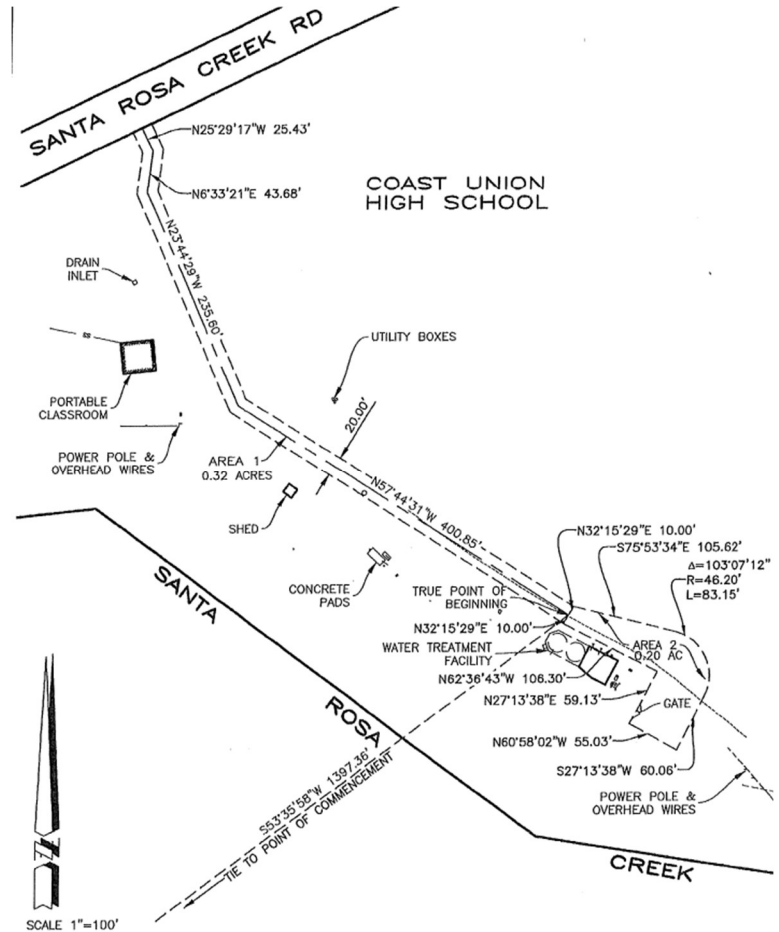 SANTA ROSA CREEK RD
N25°29'17"W 25.43'
N6°33'21"E 43.68'
COAST UNION
HIGH SCHOOL
N23°44'29"W 235.60'
DRAIN
INLET
UTILITY BOXES
PORTABLE
CLASSROOM
20.00'
POWER POLE &
OVERHEAD WIRES
AREA 1
0.32 ACRES
N57°44'31"W 400.85'
SHED
N32°15'29"E 10.00'
S75°53'34"E 105.62'
Δ=103°07'12"
R=46.20'
L=83.15'
CONCRETE
PADS
TRUE POINT OF
BEGINNING
N32°15'29"E 10.00'
WATER TREATMENT
FACILITY
AREA 2
0.20 AC
N62°36'43"W 106.30'
N27°13'38"E 59.13'
GATE
N60°58'02"W 55.03'
S27°13'38"W 60.06'
POWER POLE &
OVERHEAD WIRES
SANTA
ROSA
CREEK
S53°35'58"W 1397.36'
TIE TO POINT OF COMMENCEMENT
N
SCALE 1"=100'